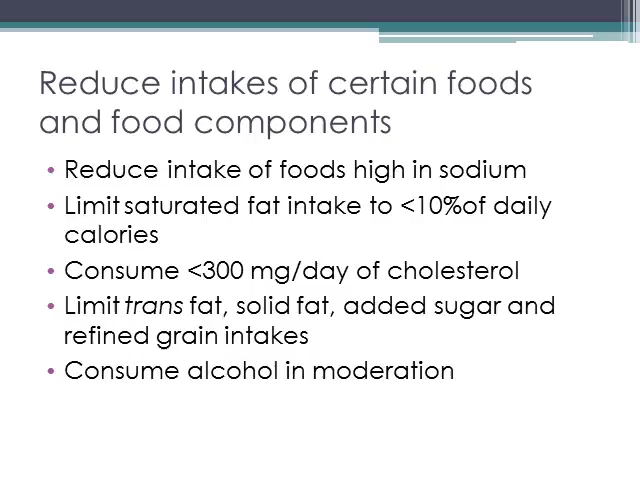 Reduce intakes of certain foods
and food components
• Reduce intake of foods high in sodium
• Limit saturated fat intake to <10%of daily
calories
• Consume <300 mg/day of cholesterol
• Limit trans fat, solid fat, added sugar and
refined grain intakes
• Consume alcohol in moderation